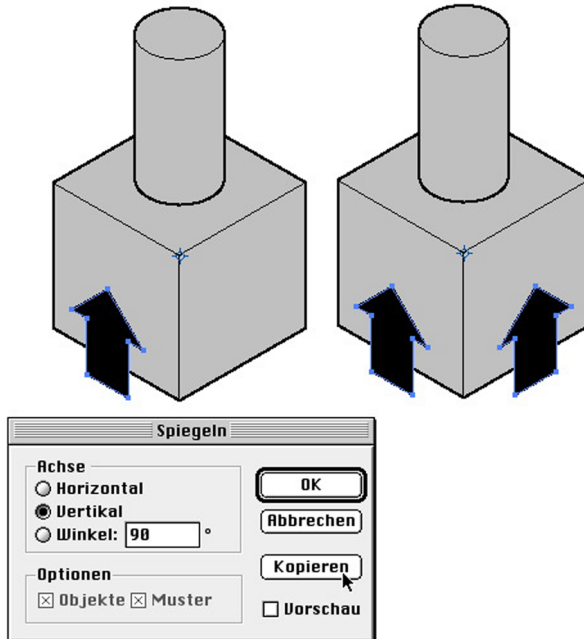 Spiegeln
Achse
Horizontal
Vertikal
Winkel: 90 °
OK
Abbrechen
Kopieren
Optionen
Objekte Muster
Vorschau